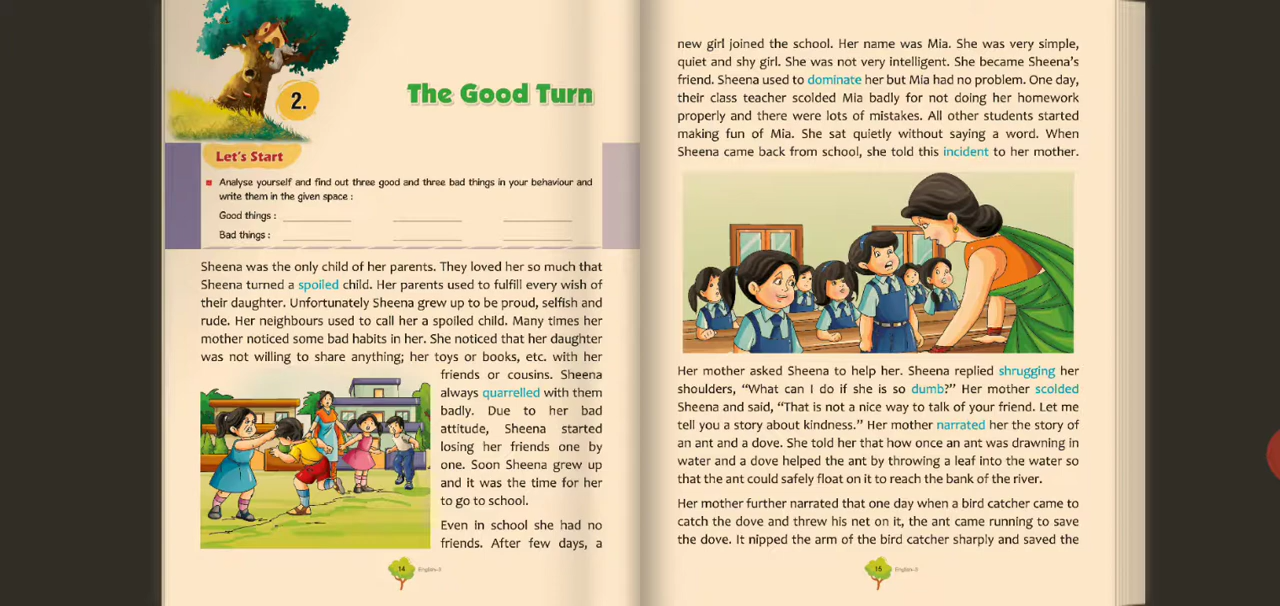 2.
The Good Turn
Let's Start
Analyse yourself and find out three good and three bad things in your behaviour and
write them in the given space :
Good things :
Bad things :
Sheena was the only child of her parents. They loved her so much that
Sheena turned a spoiled child. Her parents used to fulfill every wish of
their daughter. Unfortunately Sheena grew up to be proud, selfish and
rude. Her neighbours used to call her a spoiled child. Many times her
mother noticed some bad habits in her. She noticed that her daughter
was not willing to share anything; her toys or books, etc. with her
friends or cousins. Sheena
always quarrelled with them
badly. Due to her bad
attitude, Sheena started
losing her friends one by
one. Soon Sheena grew up
and it was the time for her
to go to school.
Even in school she had no
friends. After few days, a
14
English-3
new girl joined the school. Her name was Mia. She was very simple,
quiet and shy girl. She was not very intelligent. She became Sheena's
friend. Sheena used to dominate her but Mia had no problem. One day,
their class teacher scolded Mia badly for not doing her homework
properly and there were lots of mistakes. All other students started
making fun of Mia. She sat quietly without saying a word. When
Sheena came back from school, she told this incident to her mother.
Her mother asked Sheena to help her. Sheena replied shrugging her
shoulders, "What can I do if she is so dumb?" Her mother scolded
Sheena and said, "That is not a nice way to talk of your friend. Let me
tell you a story about kindness." Her mother narrated her the story of
an ant and a dove. She told her that how once an ant was drawning in
water and a dove helped the ant by throwing a leaf into the water so
that the ant could safely float on it to reach the bank of the river.
Her mother further narrated that one day when a bird catcher came to
catch the dove and threw his net on it, the ant came running to save
the dove. It nipped the arm of the bird catcher sharply and saved the
15
English-3